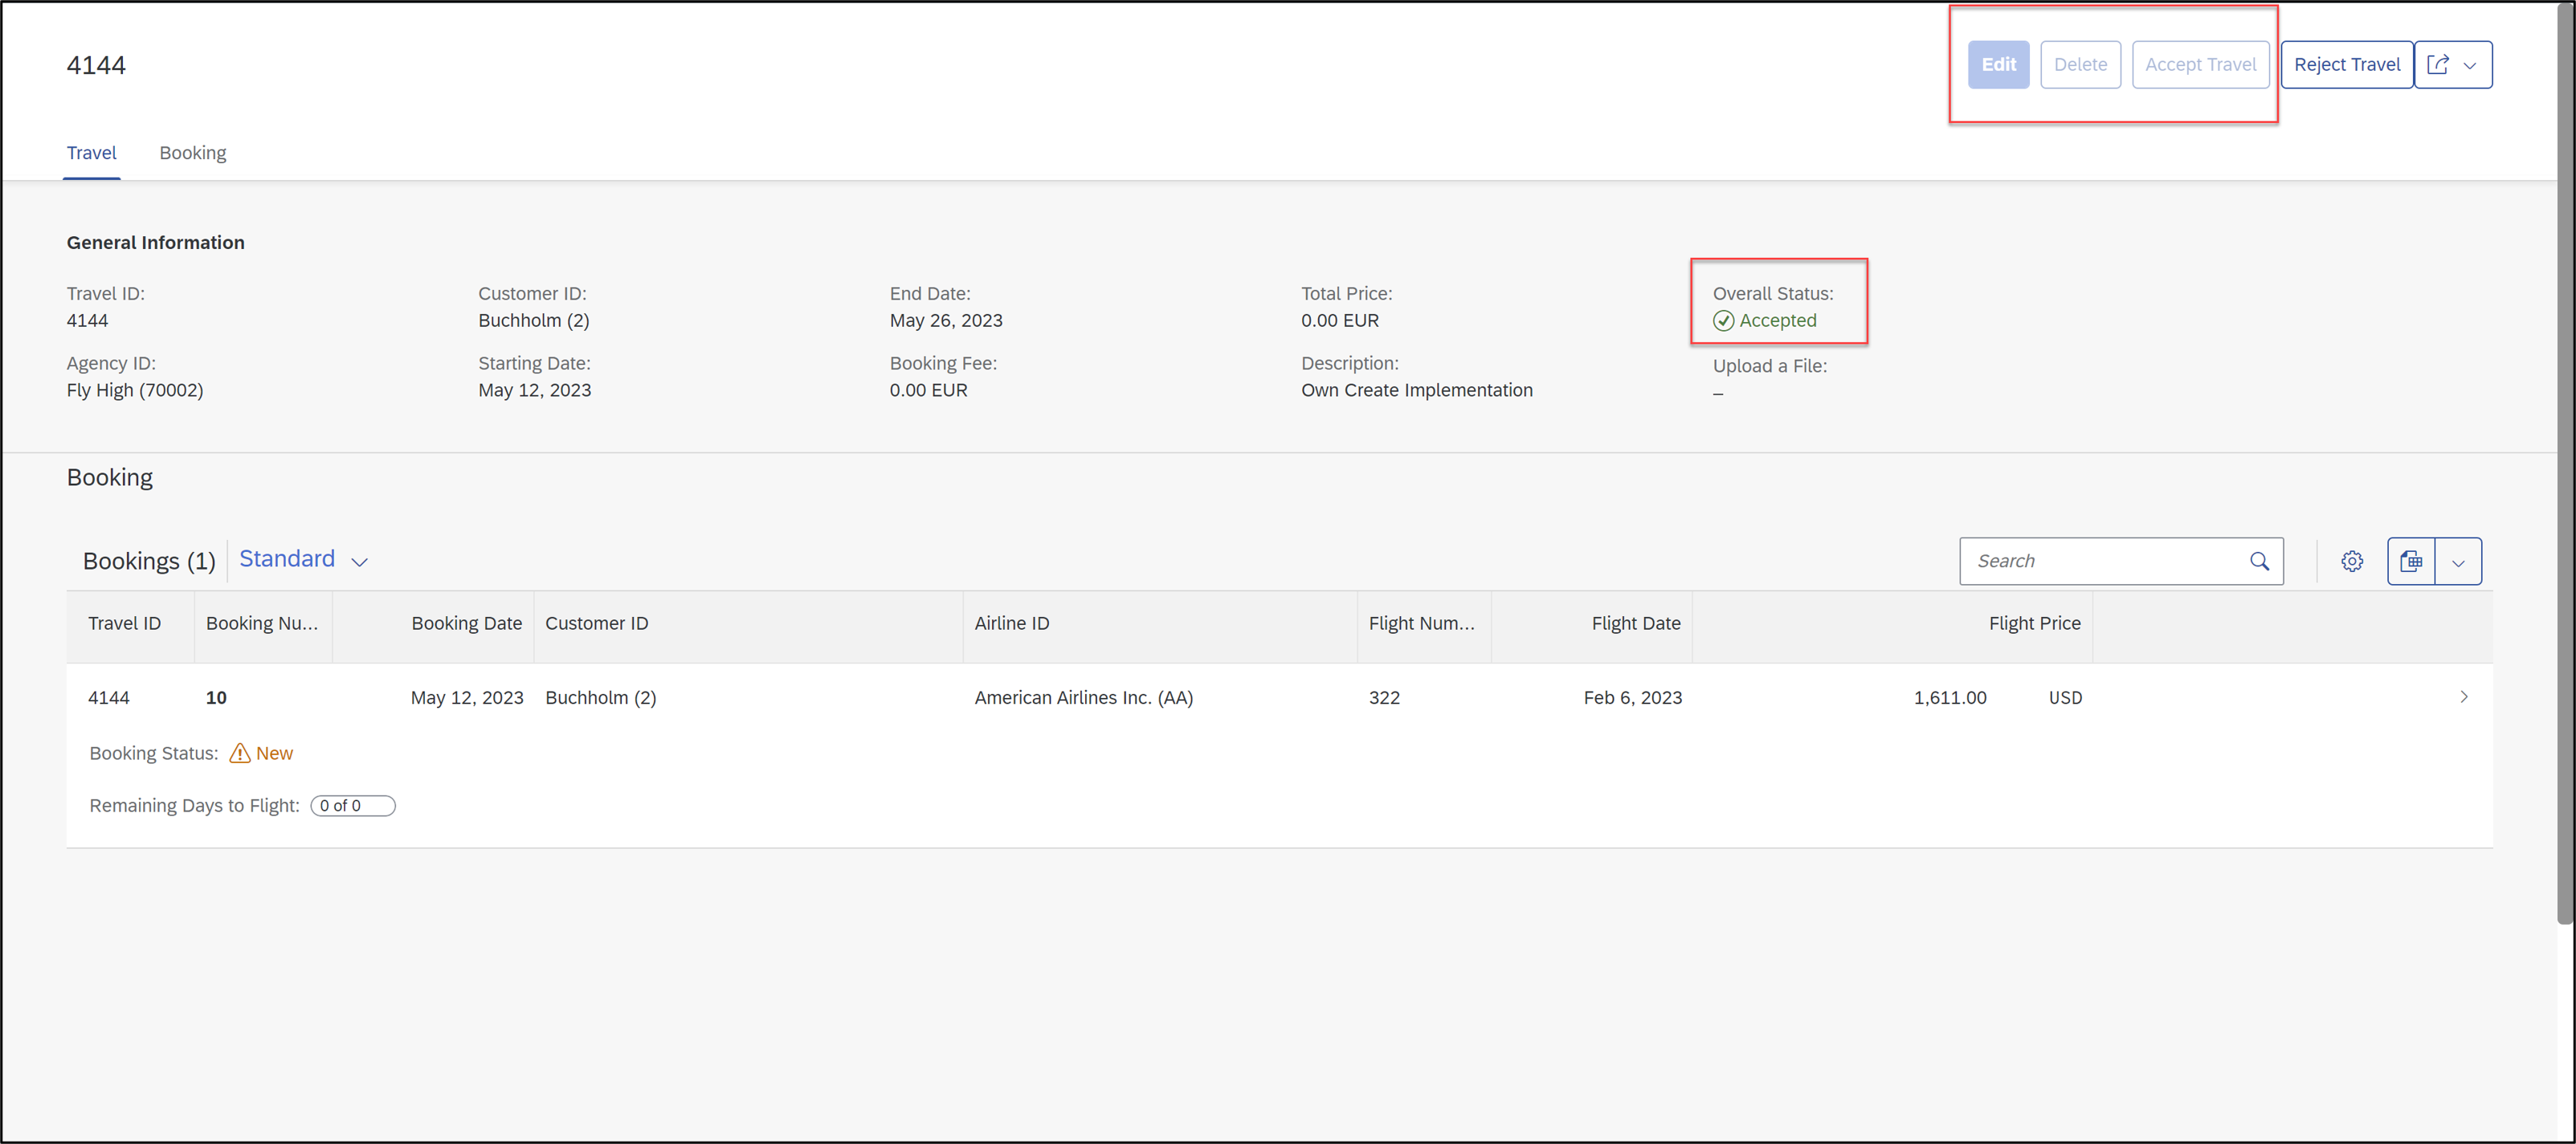 4144
Edit Delete Accept Travel Reject Travel
Travel Booking
General Information
Travel ID: Customer ID: End Date: Total Price: Overall Status:
4144 Buchholm (2) May 26, 2023 0.00 EUR Accepted
Agency ID: Starting Date: Booking Fee: Description: Upload a File:
Fly High (70002) May 12, 2023 0.00 EUR Own Create Implementation –
Booking
Bookings (1) Standard Search
Travel ID Booking Nu... Booking Date Customer ID Airline ID Flight Num... Flight Date Flight Price
4144 10 May 12, 2023 Buchholm (2) American Airlines Inc. (AA) 322 Feb 6, 2023 1,611.00 USD
Booking Status: New
Remaining Days to Flight: 0 of 0